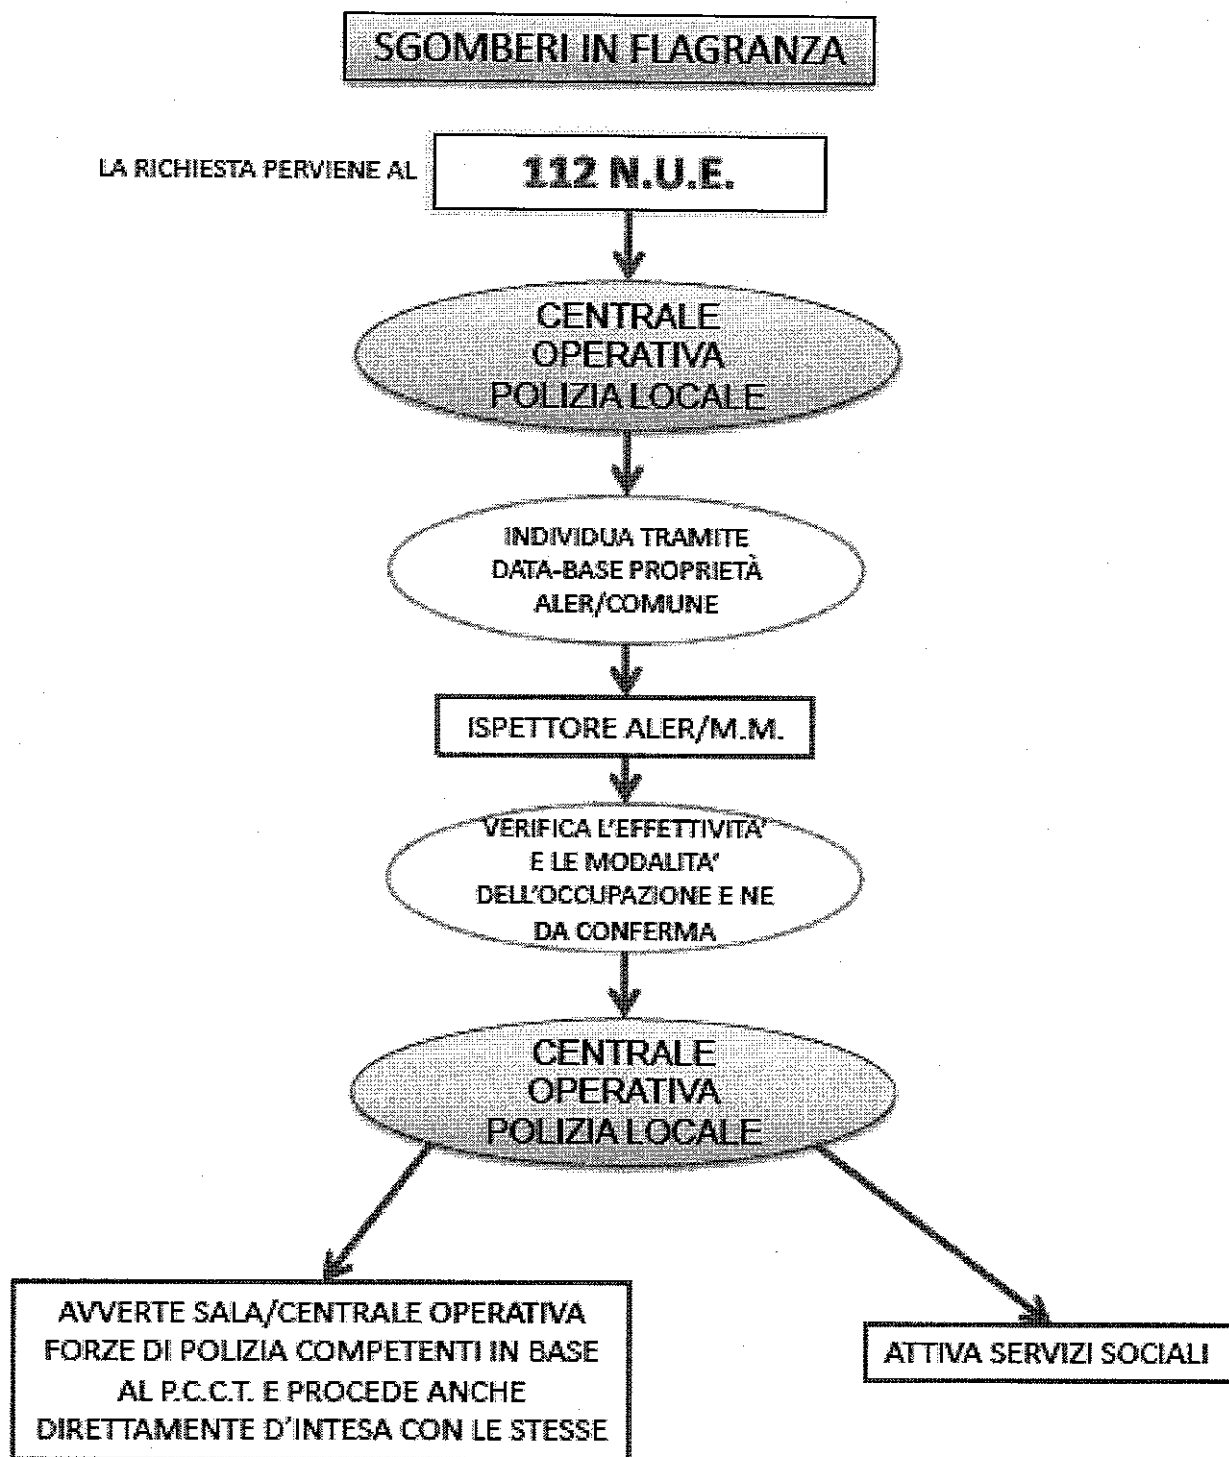 SGOMBERI IN FLAGRANZA
LA RICHIESTA PERVIENE AL
112 N.U.E.
CENTRALE
OPERATIVA
POLIZIA LOCALE
INDIVIDUA TRAMITE
DATA-BASE PROPRIETÀ
ALER/COMUNE
ISPETTORE ALER/M.M.
VERIFICA L'EFFETTIVITA'
E LE MODALITA'
DELL'OCCUPAZIONE E NE
DA CONFERMA
CENTRALE
OPERATIVA
POLIZIA LOCALE
AVVERTE SALA/CENTRALE OPERATIVA
FORZE DI POLIZIA COMPETENTI IN BASE
AL P.C.C.T. E PROCEDE ANCHE
DIRETTAMENTE D'INTESA CON LE STESSE
ATTIVA SERVIZI SOCIALI